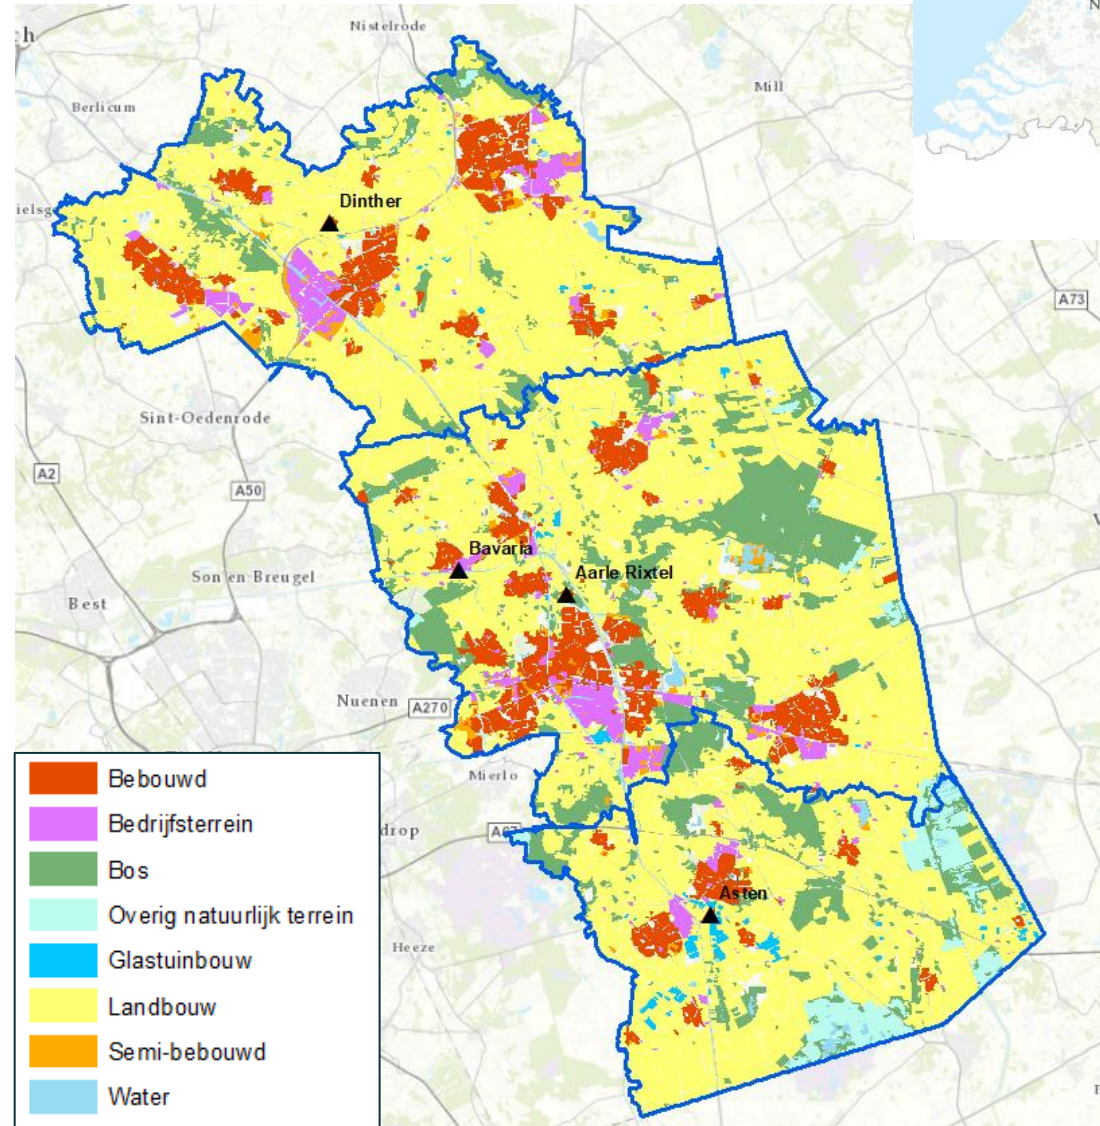 Nistelrode
Mill
Berlicum
Dinther
A73
Sint-Oedenrode
A2
A50
Bavaria
Aarle Rixtel
Son en Breugel
Best
Nuenen
A270
Mierlo
Asten
Heeze
Bebouwd
Bedrijfsterrein
Bos
Overig natuurlijk terrein
Glastuinbouw
Landbouw
Semi-bebouwd
Water